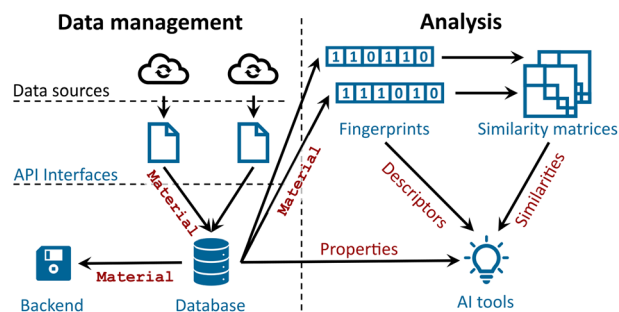 Data management
Analysis
110110
111010
Data sources
Fingerprints
Similarity matrices
API Interfaces
Material
Material
Descriptors
Similarities
Properties
Material
Backend
Database
AI tools